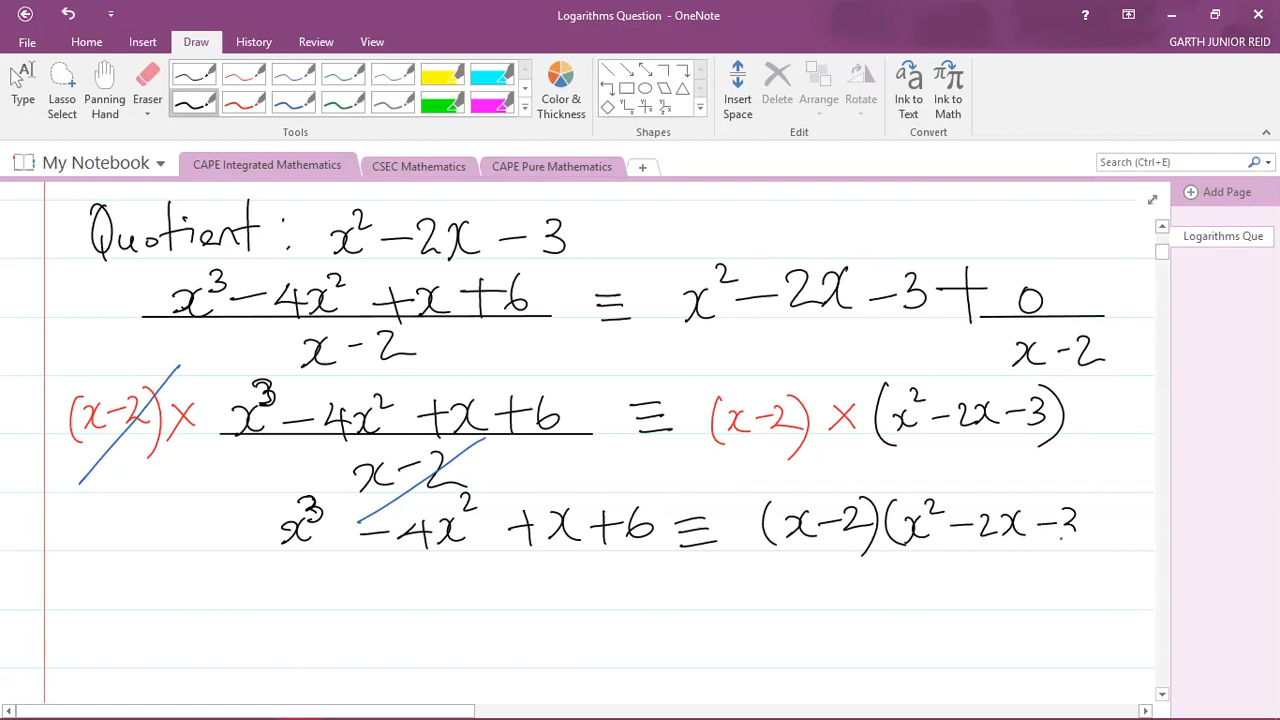 Logarithms Question - OneNote
?
File Home Insert Draw History Review View GARTH JUNIOR REID
Type Lasso Select Panning Hand Eraser Color & Thickness Insert Space Delete Arrange Rotate Ink to Text Ink to Math
Tools Shapes Edit Convert
My Notebook CAPE Integrated Mathematics CSEC Mathematics CAPE Pure Mathematics + Search (Ctrl+E)
Add Page
Logarithms Que
Quotient : x² - 2x - 3
x³ - 4x² + x + 6 ≡ x² - 2x - 3 + 0
x - 2 x - 2
(x-2) × x³ - 4x² + x + 6 ≡ (x-2) × (x² - 2x - 3)
x - 2
x³ - 4x² + x + 6 ≡ (x-2)(x² - 2x - 3